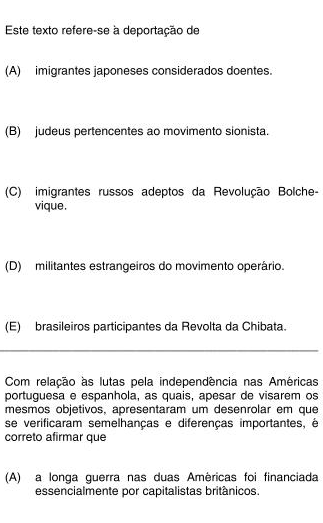 Este texto refere-se à deportação de
(A) imigrantes japoneses considerados doentes.
(B) judeus pertencentes ao movimento sionista.
(C) imigrantes russos adeptos da Revolução Bolche-
vique.
(D) militantes estrangeiros do movimento operário.
(E) brasileiros participantes da Revolta da Chibata.
Com relação às lutas pela independência nas Américas
portuguesa e espanhola, as quais, apesar de visarem os
mesmos objetivos, apresentaram um desenrolar em que
se verificaram semelhanças e diferenças importantes, é
correto afirmar que
(A) a longa guerra nas duas Américas foi financiada
essencialmente por capitalistas britânicos.